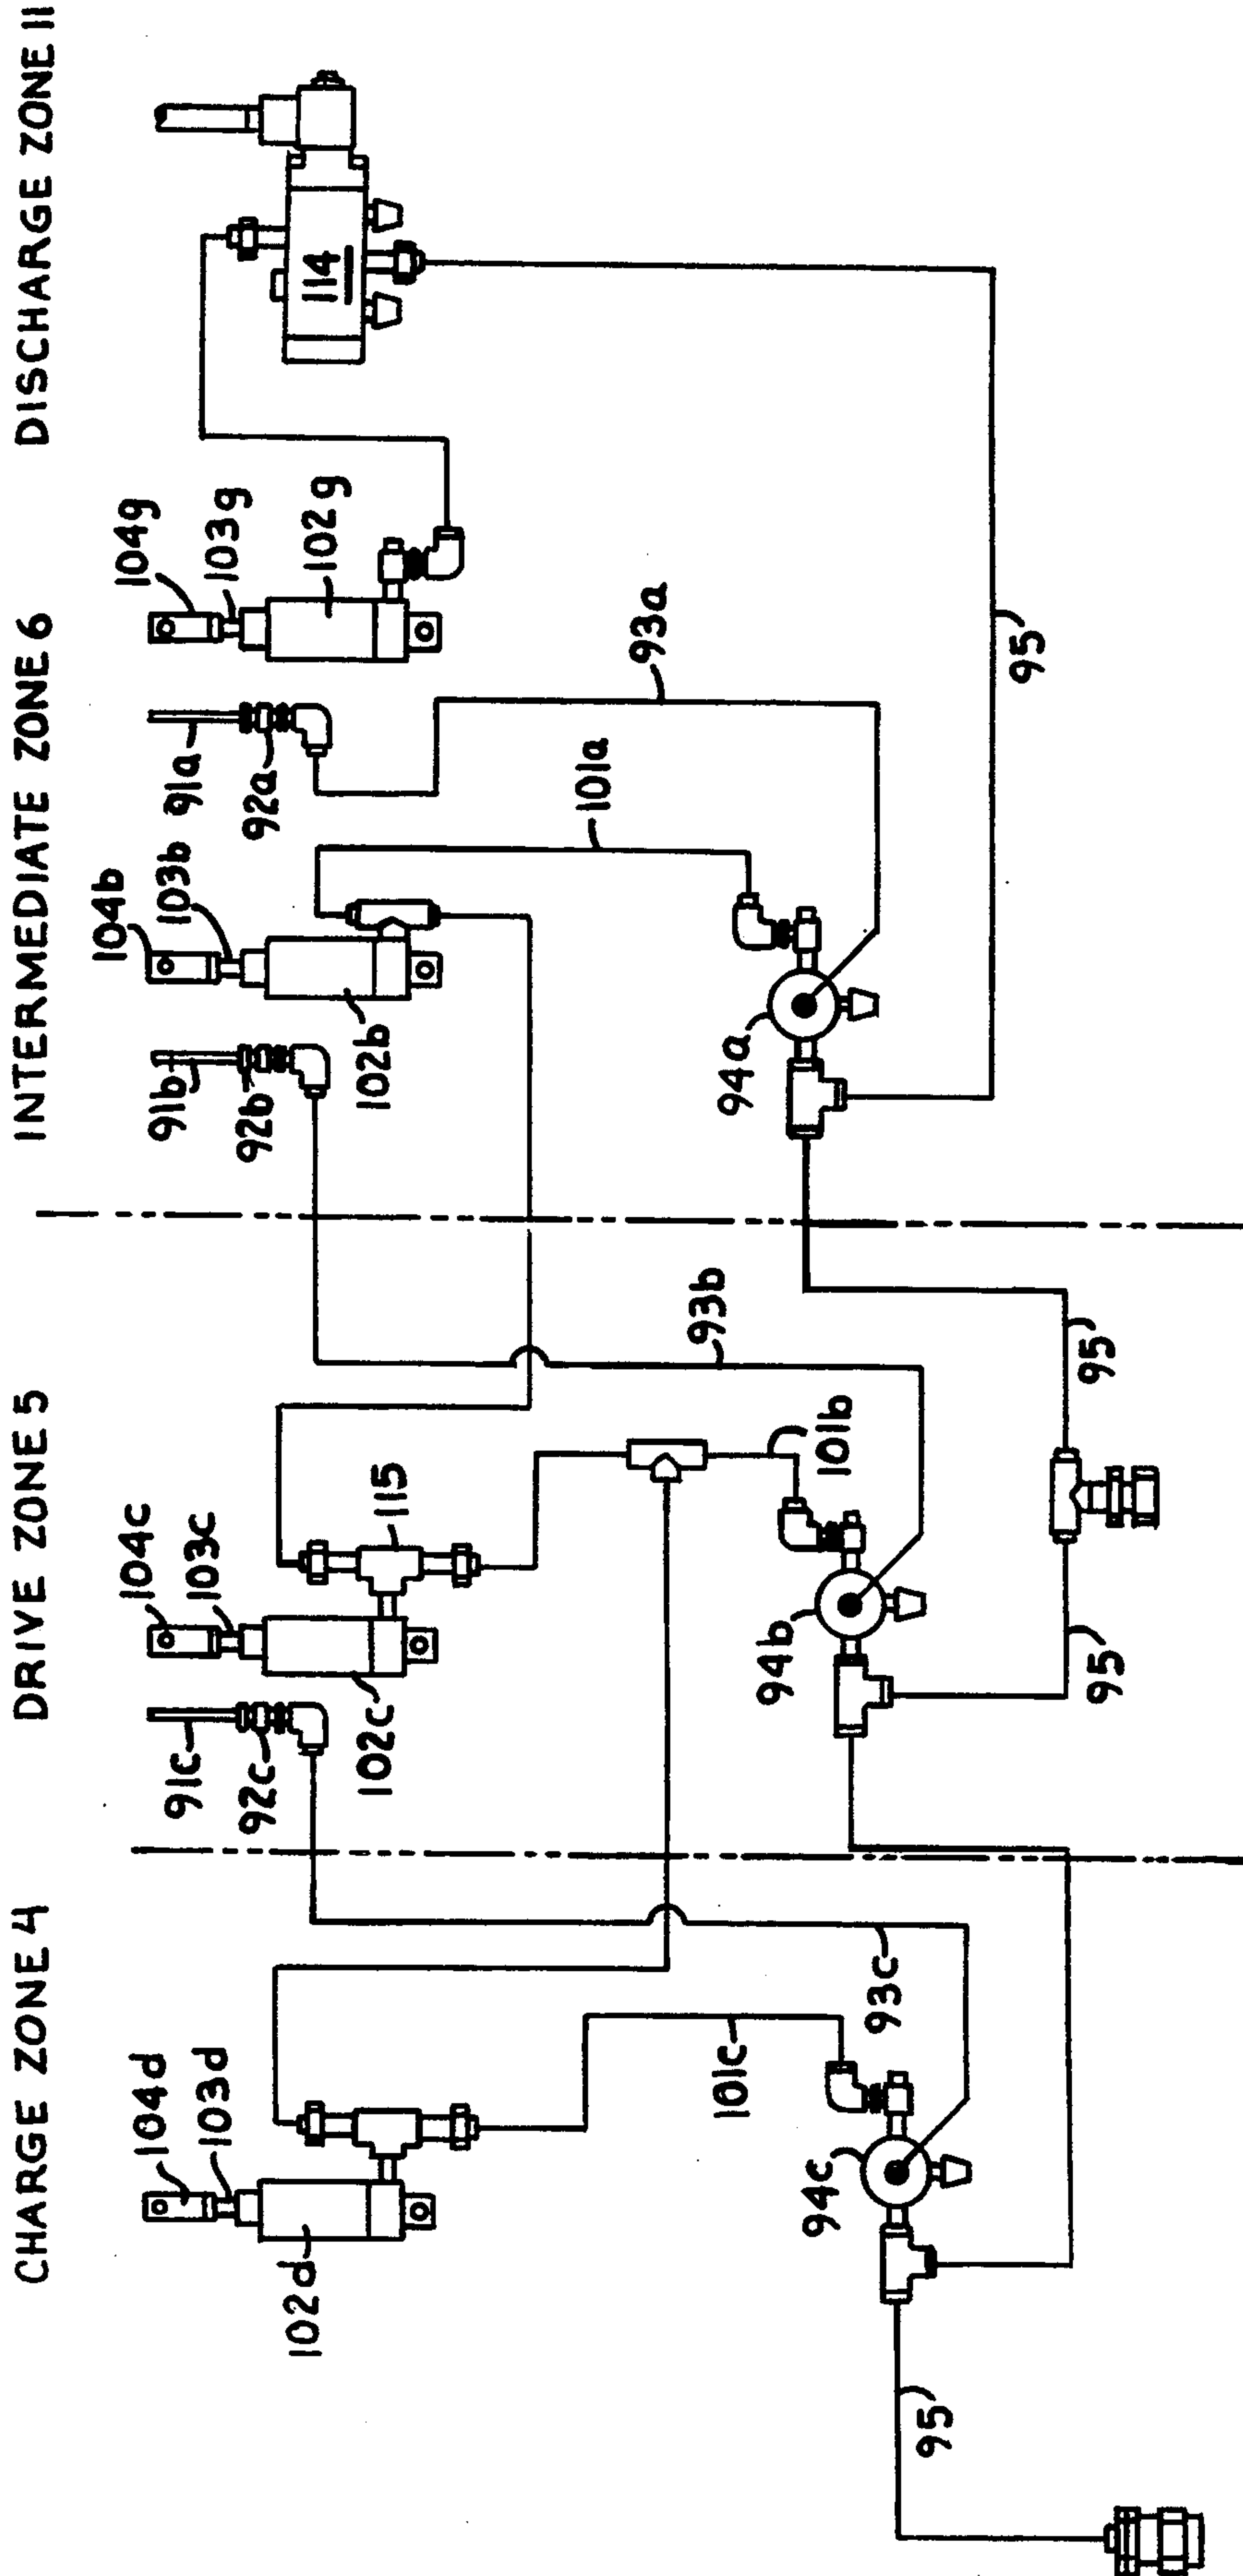 CHARGE ZONE 4
DRIVE ZONE 5
INTERMEDIATE ZONE 6
DISCHARGE ZONE 11
104d
103d
102d
104c
103c
115
91c
92c
102c
104b
103b
91b
92b
102b
91a
92a
104g
103g
102g
114
101c
93c
94c
95
93b
101b
94b
95
95
101a
93a
94a
95